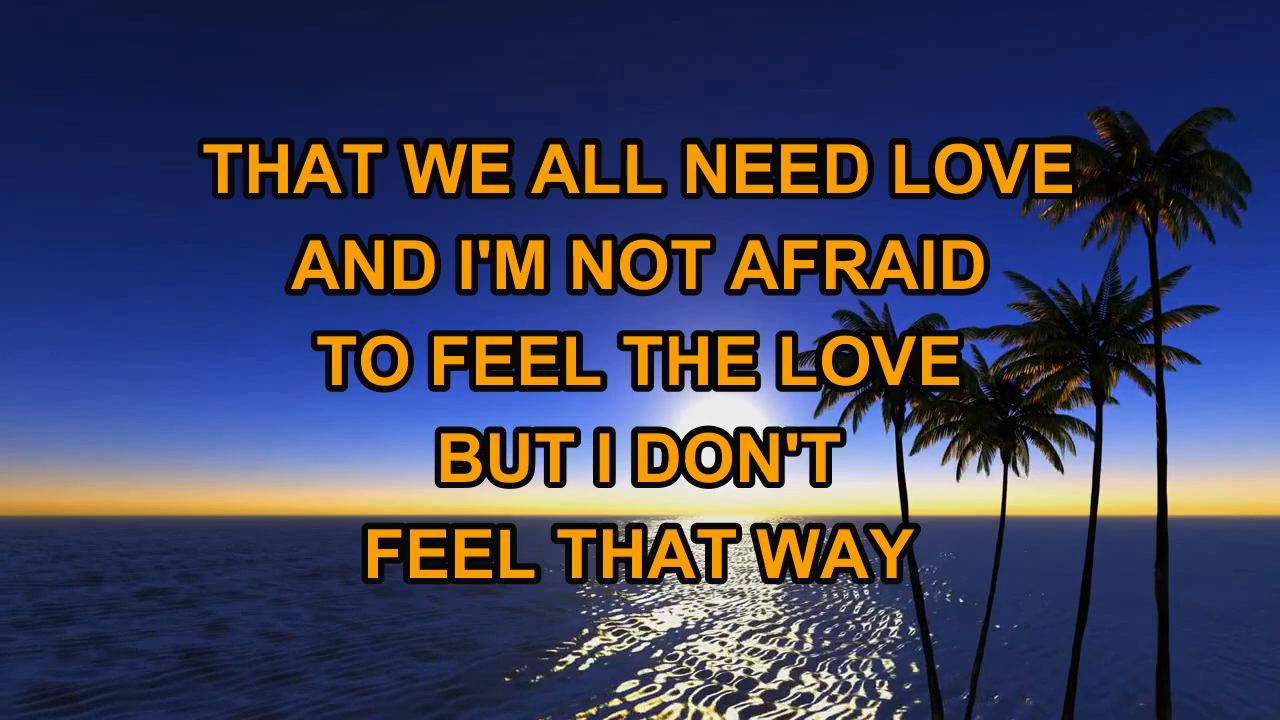 THAT WE ALL NEED LOVE
AND I'M NOT AFRAID
TO FEEL THE LOVE
BUT I DON'T
FEEL THAT WAY